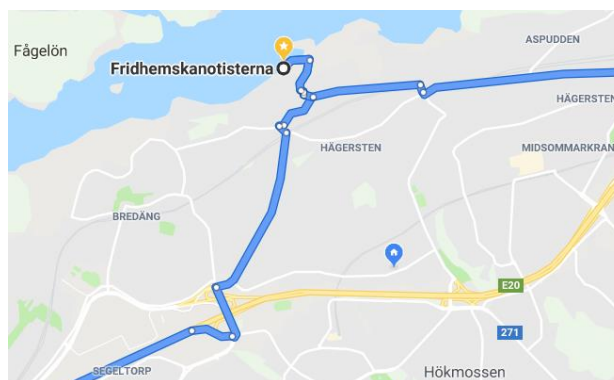 Fågelön
Fridhemskanotisterna
ASPUDDEN
HÄGERSTEN
HÄGERSTEN
MIDSOMMARKRAN
BREDÄNG
E20
271
SEGELTORP
Hökmossen